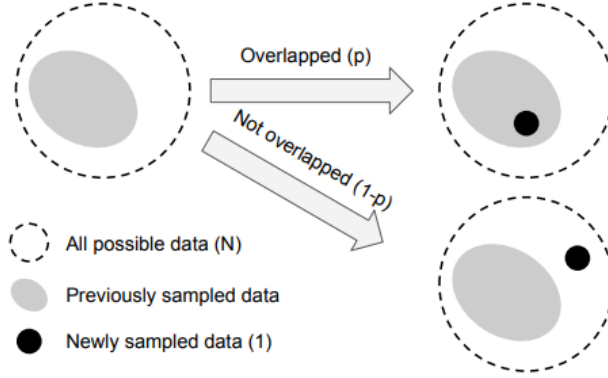 Overlapped (p)
Not overlapped (1-p)
All possible data (N)
Previously sampled data
Newly sampled data (1)